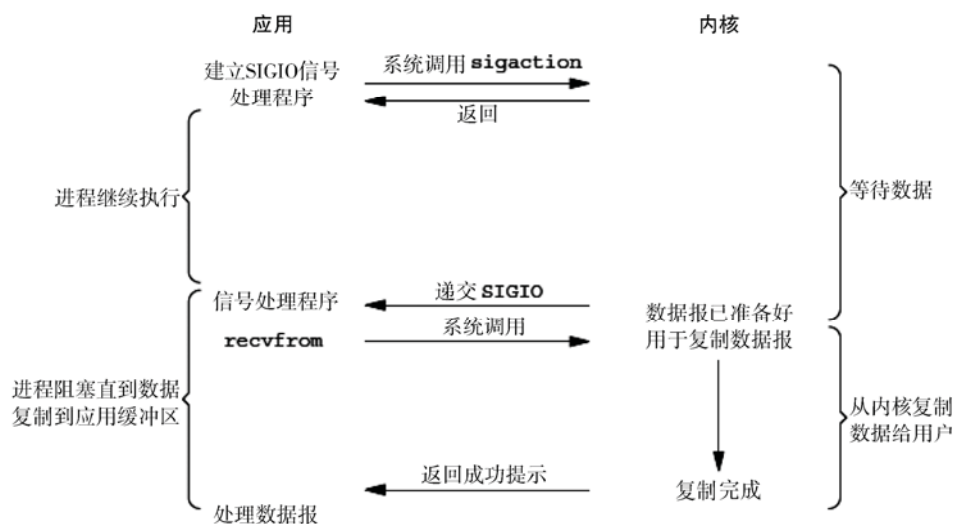 应用
内核
建立SIGIO信号
处理程序
系统调用 sigaction
返回
进程继续执行
等待数据
信号处理程序
递交 SIGIO
数据报已准备好
用于复制数据报
recvfrom
系统调用
进程阻塞直到数据
复制到应用缓冲区
从内核复制
数据给用户
返回成功提示
复制完成
处理数据报